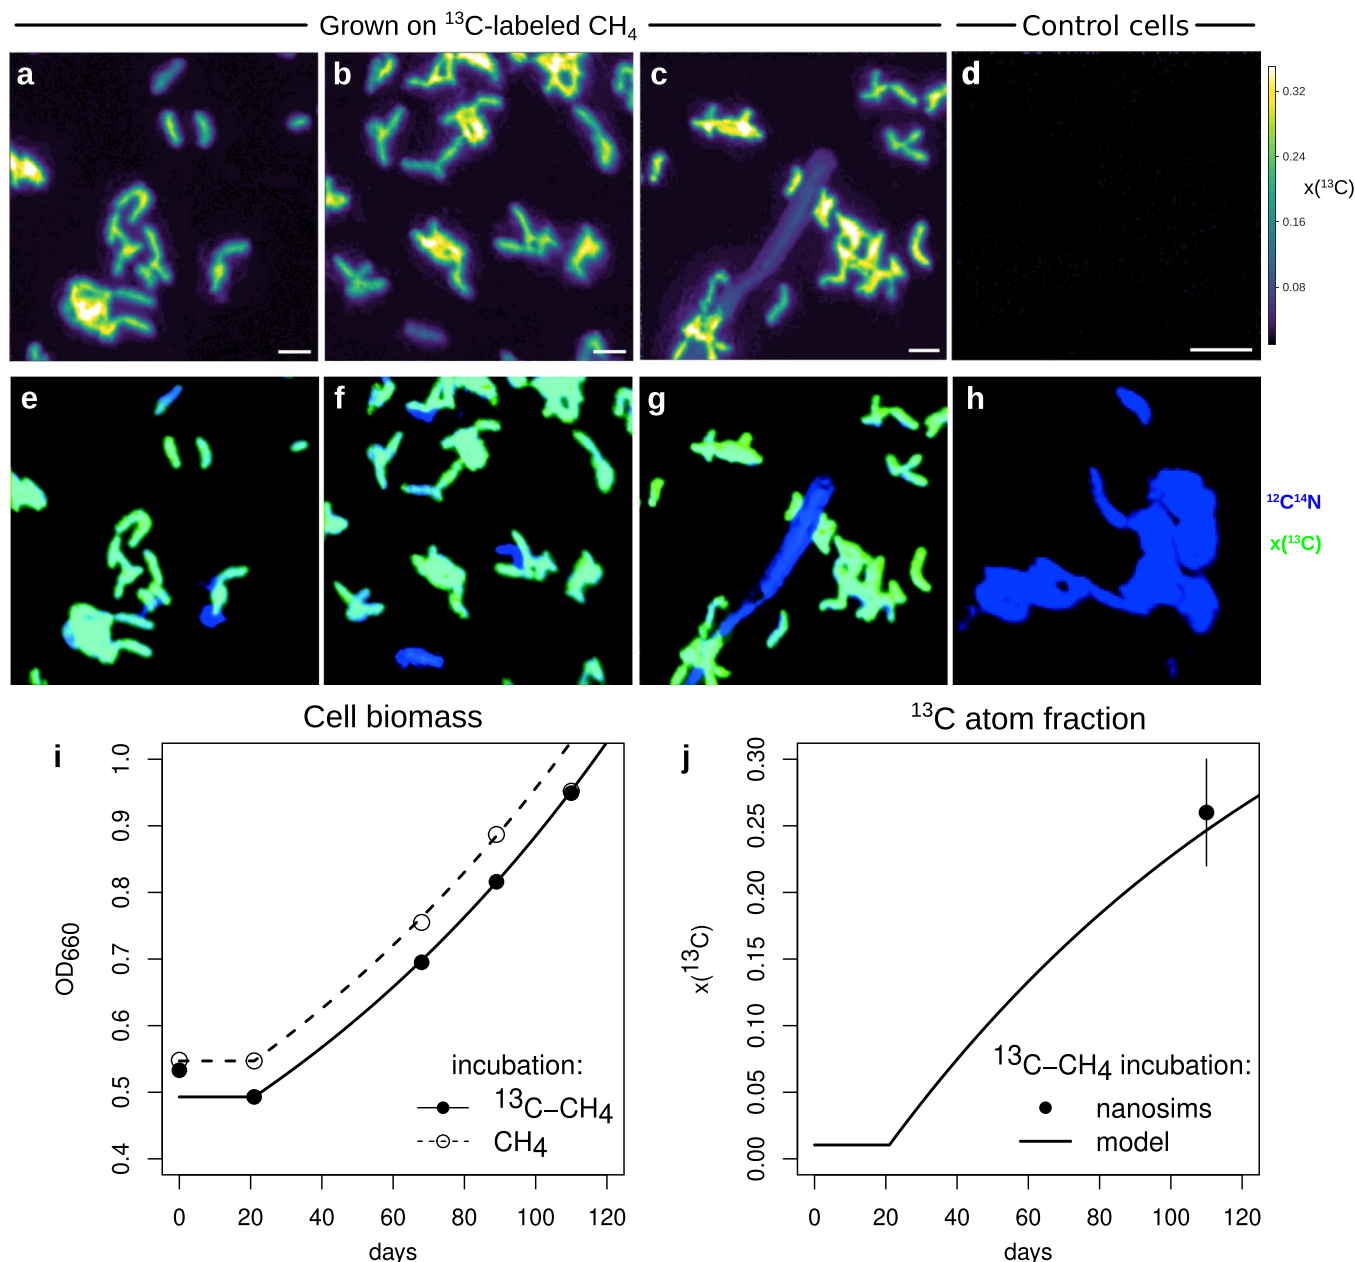 Grown on ¹³C-labeled CH₄
Control cells
a
b
c
d
0.32
0.24
x(¹³C)
0.16
0.08
e
f
g
h
¹²C¹⁴N
x(¹³C)
Cell biomass
i
1.0
0.9
0.8
0.7
0.6
0.5
0.4
OD₆₆₀
incubation:
¹³C–CH₄
CH₄
0 20 40 60 80 100 120
days
¹³C atom fraction
j
0.30
0.25
0.20
0.15
0.10
0.05
0.00
x(¹³C)
¹³C–CH₄ incubation:
nanosims
model
0 20 40 60 80 100 120
days